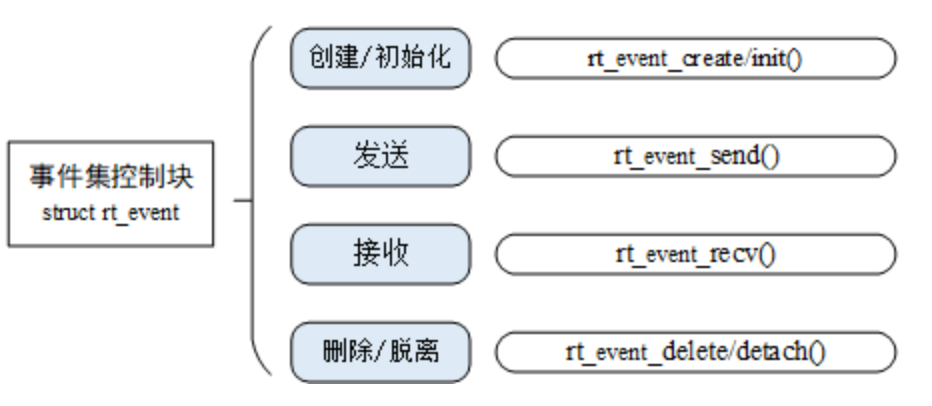 事件集控制块
struct rt_event
创建/初始化
rt_event_create/init()
发送
rt_event_send()
接收
rt_event_recv()
删除/脱离
rt_event_delete/detach()